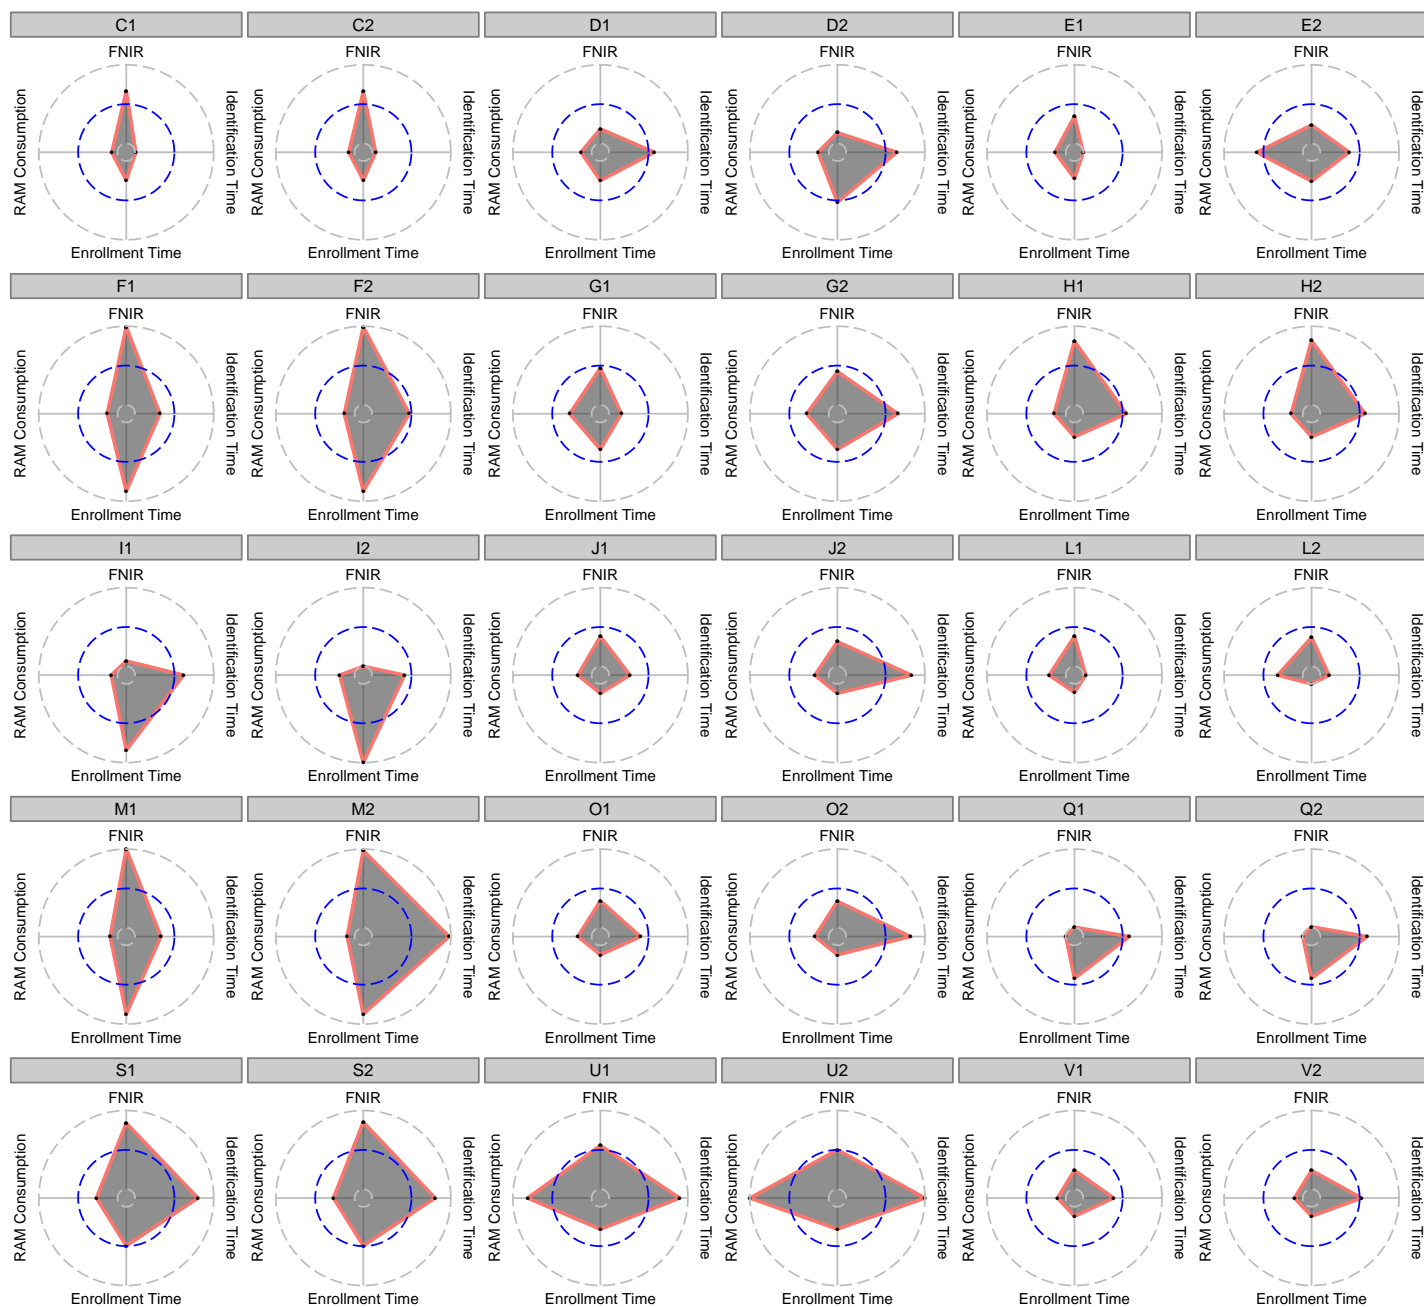 C1 C2 D1 D2 E1 E2
FNIR FNIR FNIR FNIR FNIR FNIR
RAM Consumption Identification Time RAM Consumption Identification Time RAM Consumption Identification Time RAM Consumption Identification Time RAM Consumption Identification Time RAM Consumption Identification Time
Enrollment Time Enrollment Time Enrollment Time Enrollment Time Enrollment Time Enrollment Time
F1 F2 G1 G2 H1 H2
FNIR FNIR FNIR FNIR FNIR FNIR
RAM Consumption Identification Time RAM Consumption Identification Time RAM Consumption Identification Time RAM Consumption Identification Time RAM Consumption Identification Time RAM Consumption Identification Time
Enrollment Time Enrollment Time Enrollment Time Enrollment Time Enrollment Time Enrollment Time
I1 I2 J1 J2 L1 L2
FNIR FNIR FNIR FNIR FNIR FNIR
RAM Consumption Identification Time RAM Consumption Identification Time RAM Consumption Identification Time RAM Consumption Identification Time RAM Consumption Identification Time RAM Consumption Identification Time
Enrollment Time Enrollment Time Enrollment Time Enrollment Time Enrollment Time Enrollment Time
M1 M2 O1 O2 Q1 Q2
FNIR FNIR FNIR FNIR FNIR FNIR
RAM Consumption Identification Time RAM Consumption Identification Time RAM Consumption Identification Time RAM Consumption Identification Time RAM Consumption Identification Time RAM Consumption Identification Time
Enrollment Time Enrollment Time Enrollment Time Enrollment Time Enrollment Time Enrollment Time
S1 S2 U1 U2 V1 V2
FNIR FNIR FNIR FNIR FNIR FNIR
RAM Consumption Identification Time RAM Consumption Identification Time RAM Consumption Identification Time RAM Consumption Identification Time RAM Consumption Identification Time RAM Consumption Identification Time
Enrollment Time Enrollment Time Enrollment Time Enrollment Time Enrollment Time Enrollment Time